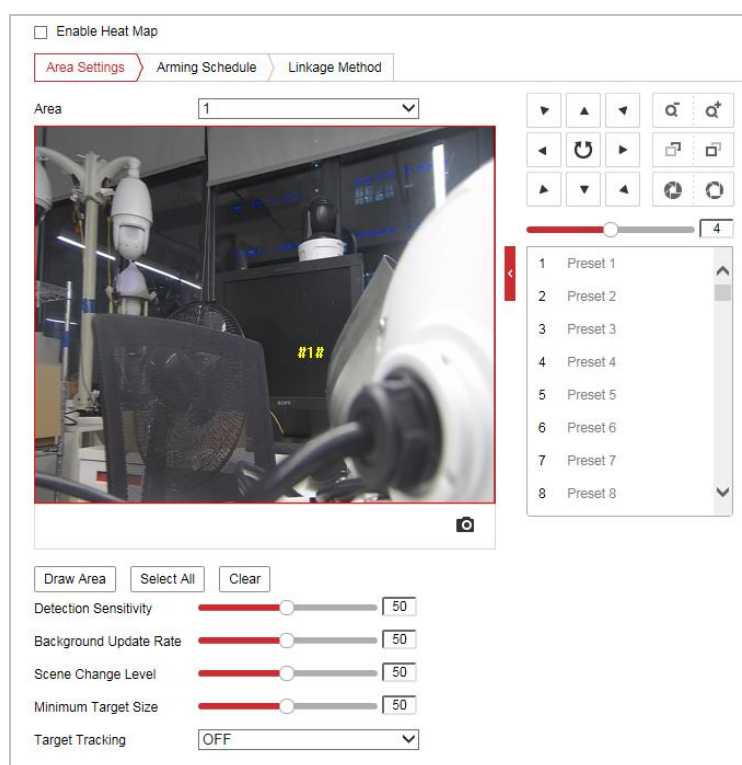 Enable Heat Map
Area Settings Arming Schedule Linkage Method
Area 1
#1#
SONY
4
1 Preset 1
2 Preset 2
3 Preset 3
4 Preset 4
5 Preset 5
6 Preset 6
7 Preset 7
8 Preset 8
Draw Area Select All Clear
Detection Sensitivity 50
Background Update Rate 50
Scene Change Level 50
Minimum Target Size 50
Target Tracking OFF